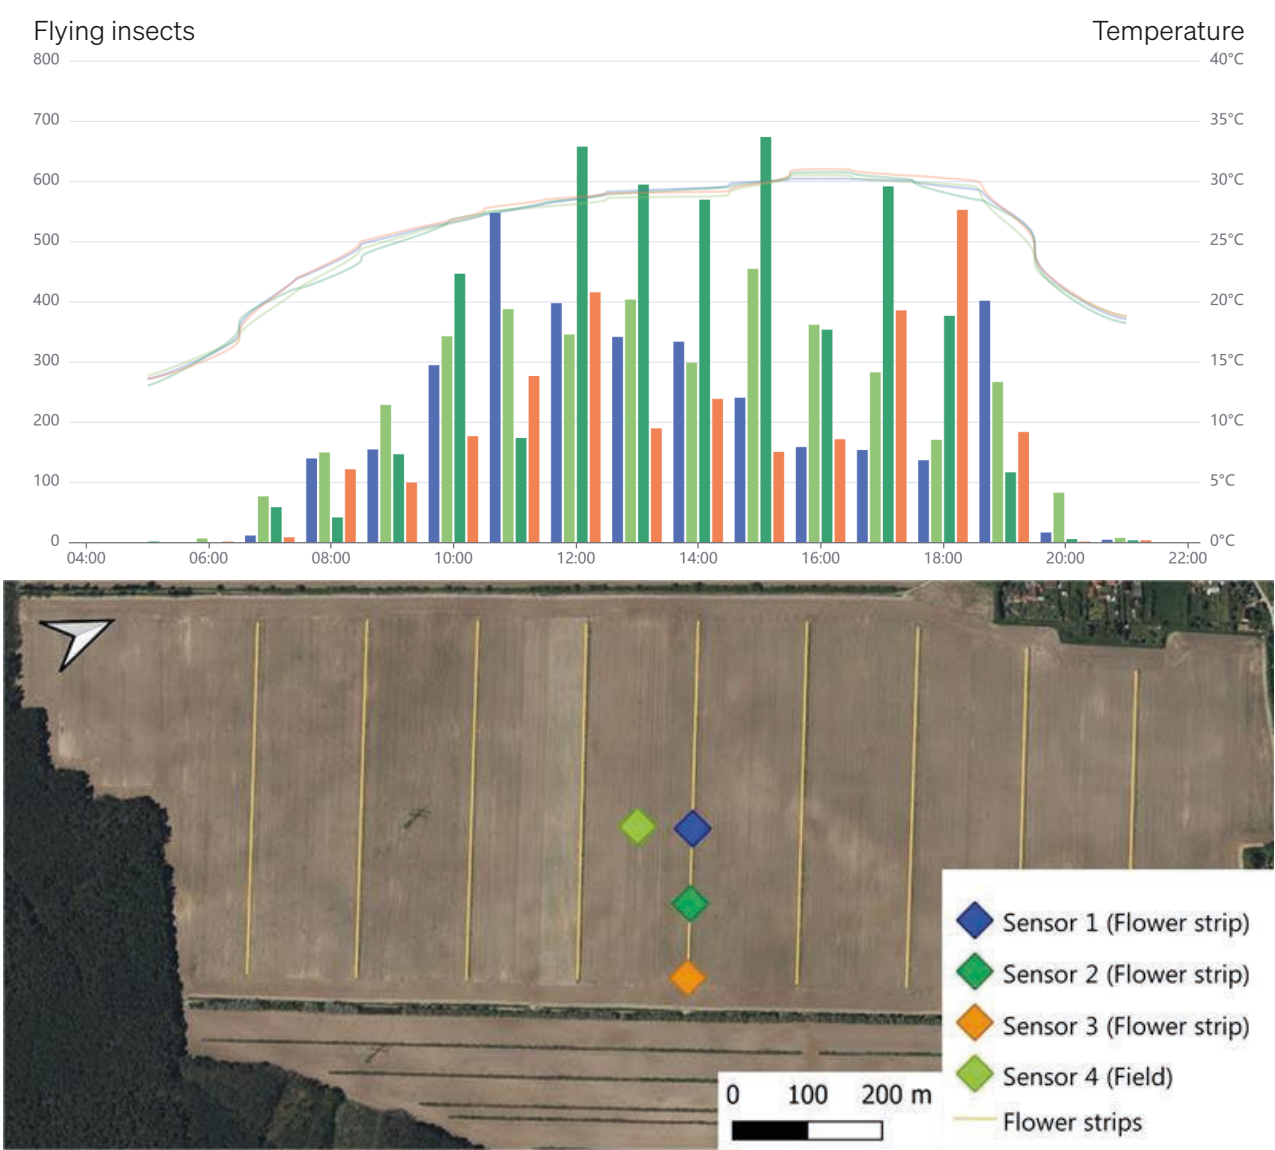 Flying insects Temperature
800 40°C
700 35°C
600 30°C
500 25°C
400 20°C
300 15°C
200 10°C
100 5°C
0 0°C
04:00 06:00 08:00 10:00 12:00 14:00 16:00 18:00 20:00 22:00
Sensor 1 (Flower strip)
Sensor 2 (Flower strip)
Sensor 3 (Flower strip)
Sensor 4 (Field)
Flower strips
0 100 200 m